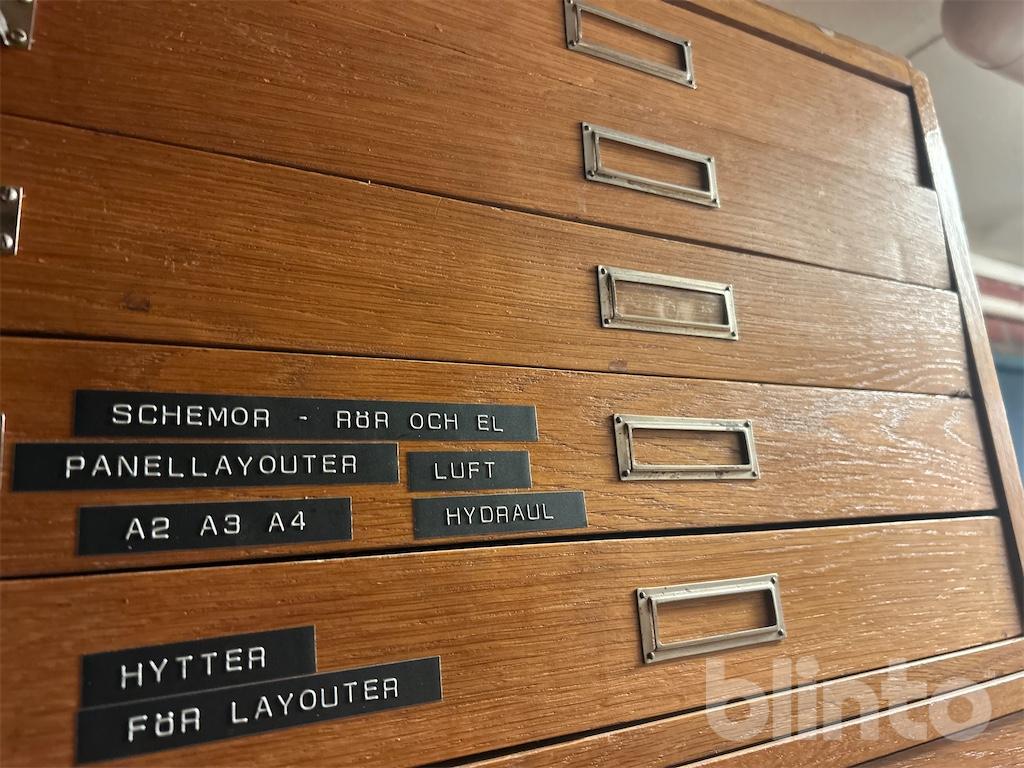 SCHEMOR - RÖR OCH EL
PANELLAYOUTER LUFT
A2 A3 A4 HYDRAUL
HYTTER
FÖR LAYOUTER
blinto